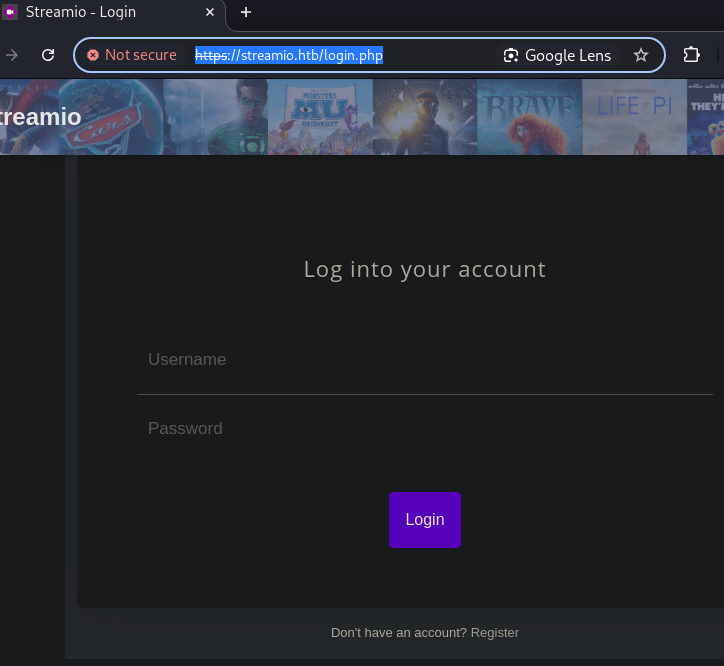 Streamio - Login
Not secure
https://streamio.htb/login.php
Google Lens
treamio
MONSTERS
UNIVERSITY
BRAVE
LIFE OF PI
THEY'
Log into your account
Username
Password
Login
Don't have an account? Register